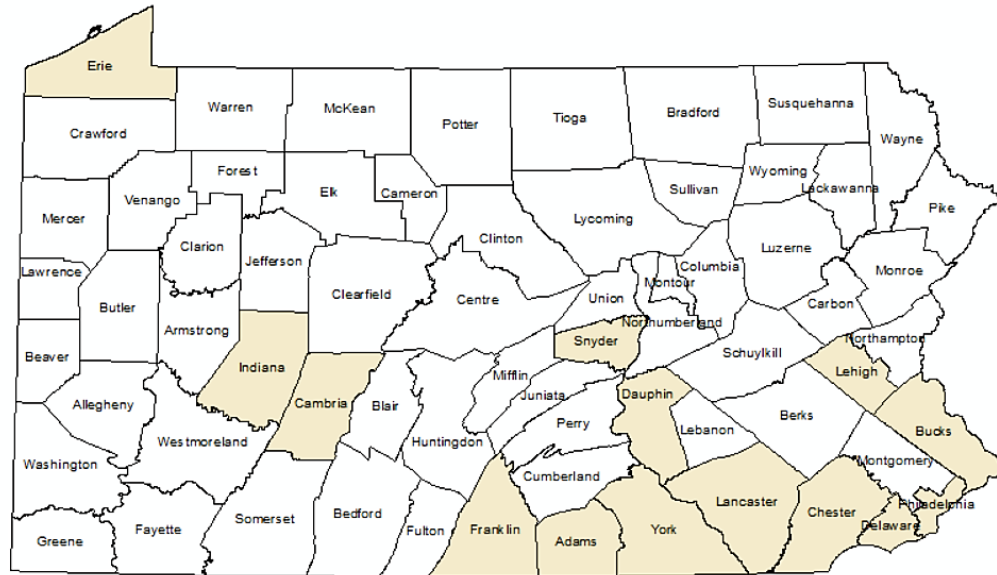 Erie
Warren
McKean
Potter
Tioga
Bradford
Susquehanna
Wayne
Crawford
Forest
Elk
Cameron
Sullivan
Wyoming
Lackawanna
Pike
Mercer
Venango
Clarion
Jefferson
Clinton
Lycoming
Luzerne
Monroe
Lawrence
Butler
Armstrong
Clearfield
Centre
Union
Montour
Columbia
Carbon
Northumberland
Northampton
Beaver
Indiana
Snyder
Schuylkill
Lehigh
Allegheny
Cambria
Blair
Mifflin
Juniata
Dauphin
Lebanon
Berks
Bucks
Westmoreland
Huntingdon
Perry
Montgomery
Washington
Cumberland
Lancaster
Chester
Philadelphia
Greene
Fayette
Somerset
Bedford
Fulton
Franklin
Adams
York
Delaware